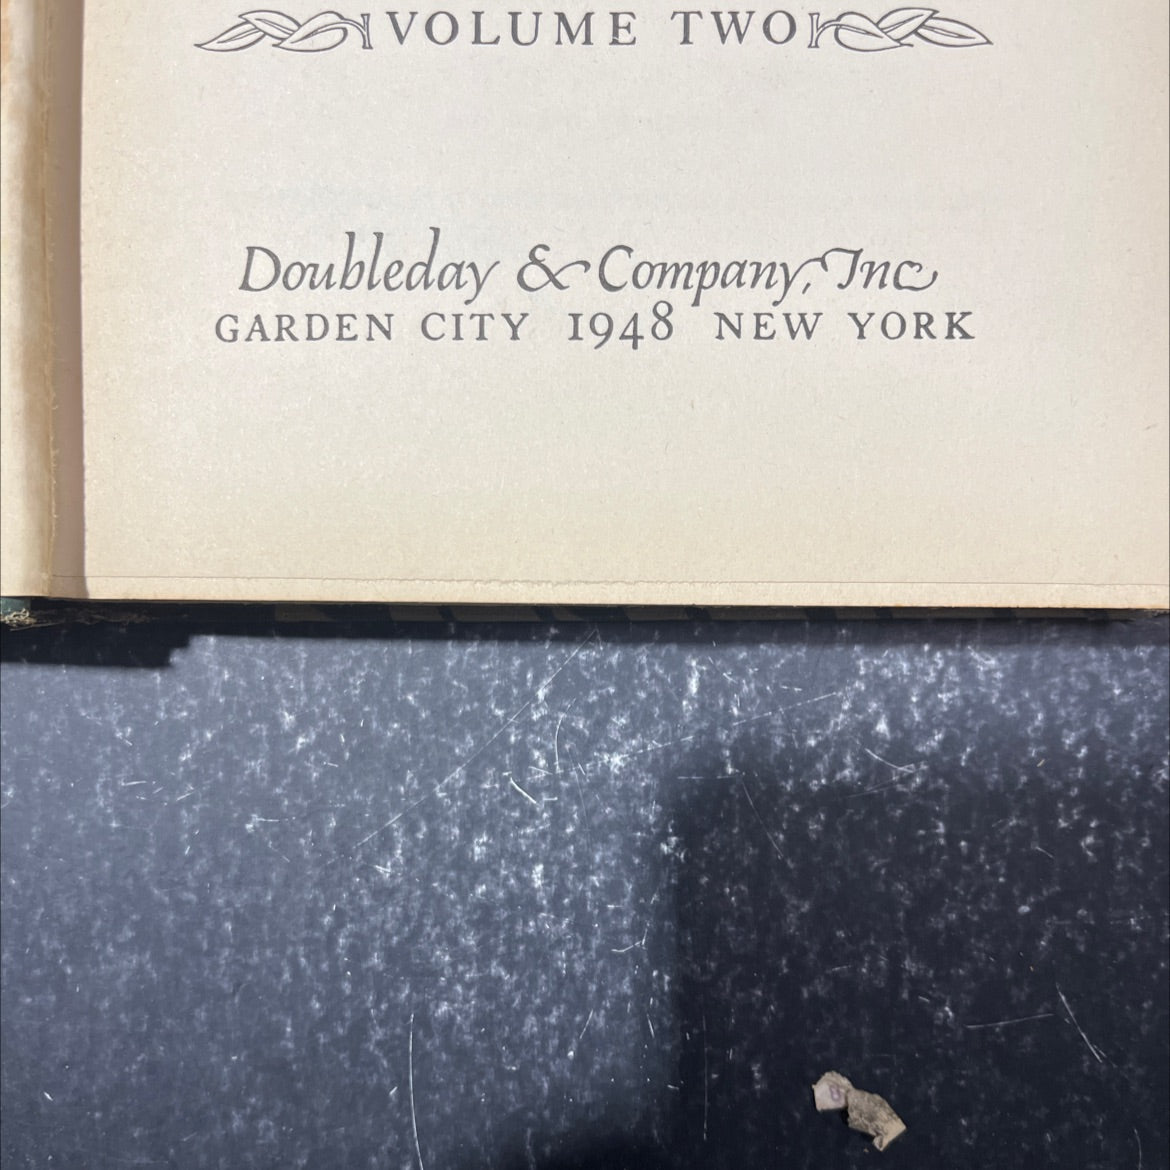 VOLUME TWO
Doubleday & Company, Inc
GARDEN CITY 1948 NEW YORK